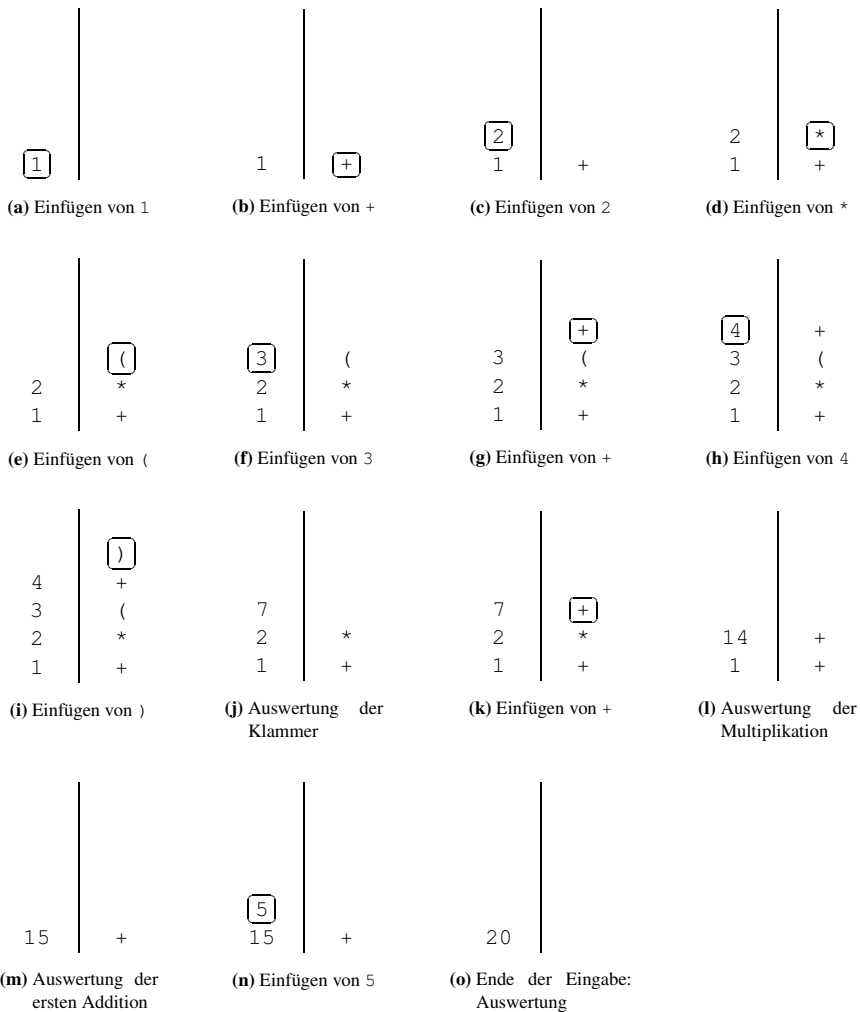 1
(a) Einfügen von 1
1 +
(b) Einfügen von +
2
1 +
(c) Einfügen von 2
2 *
1 +
(d) Einfügen von *
(
2 *
1 +
(e) Einfügen von (
3 (
2 *
1 +
(f) Einfügen von 3
+
3 (
2 *
1 +
(g) Einfügen von +
4 +
3 (
2 *
1 +
(h) Einfügen von 4
)
4 +
3 (
2 *
1 +
(i) Einfügen von )
7
2 *
1 +
(j) Auswertung der
Klammer
7 +
2 *
1 +
(k) Einfügen von +
14 +
1 +
(l) Auswertung der
Multiplikation
15 +
(m) Auswertung der
ersten Addition
5
15 +
(n) Einfügen von 5
20
(o) Ende der Eingabe:
Auswertung